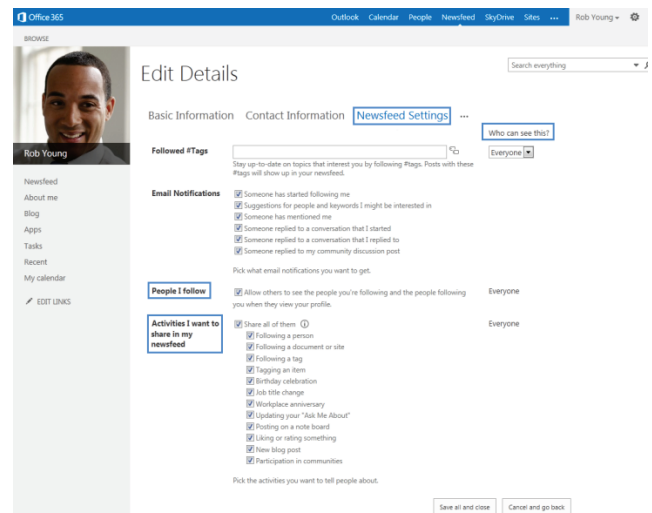 Office 365
Outlook Calendar People Newsfeed SkyDrive Sites ••• Rob Young
BROWSE
Edit Details
Search everything
Basic Information Contact Information Newsfeed Settings •••
Who can see this?
Rob Young
Followed #Tags
Everyone
Stay up-to-date on topics that interest you by following #tags. Posts with these
#tags will show up in your newsfeed.
Newsfeed
About me
Blog
Apps
Tasks
Recent
My calendar
EDIT LINKS
Email Notifications
Someone has started following me
Suggestions for people and keywords I might be interested in
Someone has mentioned me
Someone replied to a conversation that I started
Someone replied to a conversation that I replied to
Someone replied to my community discussion post
Pick what email notifications you want to get.
People I follow
Allow others to see the people you're following and the people following
you when they view your profile.
Everyone
Activities I want to
share in my
newsfeed
Share all of them
Everyone
Following a person
Following a document or site
Following a tag
Tagging an item
Birthday celebration
Job title change
Workplace anniversary
Updating your "Ask Me About"
Posting on a note board
Liking or rating something
New blog post
Participation in communities
Pick the activities you want to tell people about.
Save all and close Cancel and go back